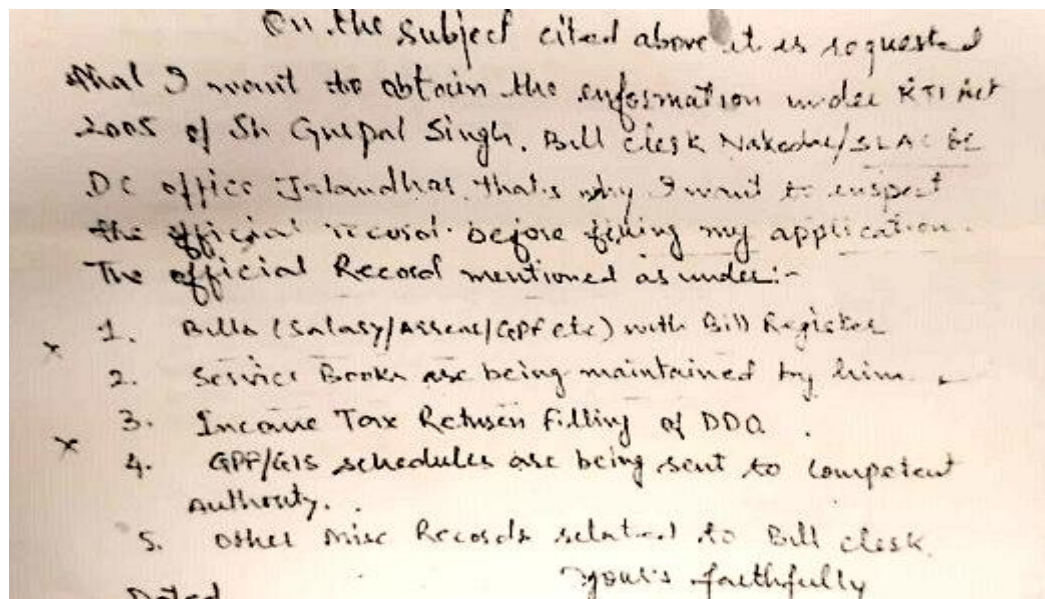 On the subject cited above it is requested
that I want to obtain the information under RTI Act
2005 of Sh Gurpal Singh. Bill Clerk Nakodar/SLAC
DC office Jalandhar. that's why I want to inspect
the official record before filling my application.
The official Record mentioned as under:-
1. Bills (Salary/Arrear/GPF etc) with Bill Register
2. Service Books are being maintained by him
3. Income Tax Return Filling of DDO.
4. GPF/GIS schedules are being sent to competent
Authority.
5. Other Misc Records related to Bill clerk.
Your's faithfully
Dated